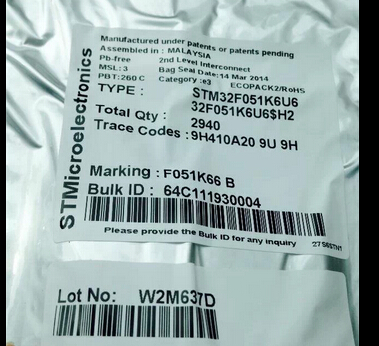 Manufactured under patents or patents pending
Assembled in : MALAYSIA
Pb-free 2nd Level Interconnect
MSL: 3 Bag Seal Date:14 Mar 2014
PBT:260 C Category :e3 ECOPACK2/RoHS
TYPE : STM32F051K6U6
32F051K6U6$H2
Total Qty : 2940
Trace Codes : 9H410A20 9U 9H
Marking : F051K66 B
Bulk ID : 64C111930004
Please provide the Bulk ID for any inquiry
STMicroelectronics
Lot No: W2M637D